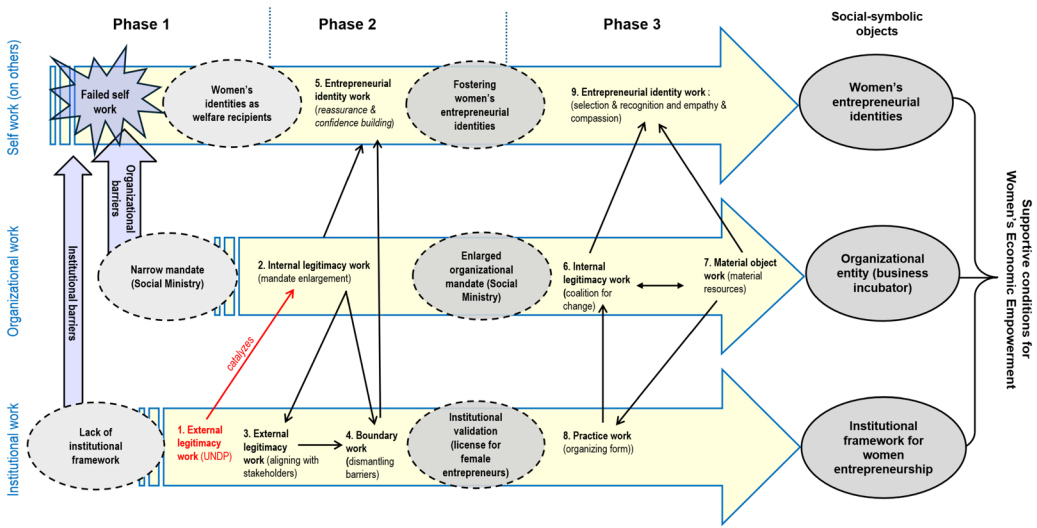 Phase 1
Phase 2
Phase 3
Social-symbolic
objects
Self work (on others)
Failed self
work
Women's
identities as
welfare recipients
5. Entrepreneurial
identity work
(reassurance &
confidence building)
Fostering
women's
entrepreneurial
identities
9. Entrepreneurial identity work :
(selection & recognition and empathy &
compassion)
Women's
entrepreneurial
identities
Institutional barriers
Organizational
barriers
Organizational work
Narrow mandate
(Social Ministry)
2. Internal legitimacy work
(mandate enlargement)
Enlarged
organizational
mandate (Social
Ministry)
6. Internal
legitimacy work
(coalition for
change)
7. Material object
work (material
resources)
Organizational
entity (business
incubator)
catalyzes
Institutional work
Lack of
institutional
framework
1. External
legitimacy
work (UNDP)
3. External
legitimacy
work (aligning with
stakeholders)
4. Boundary
work
(dismantling
barriers)
Institutional
validation
(license for
female
entrepreneurs)
8. Practice work
(organizing form))
Institutional
framework for
women
entrepreneurship
Supportive conditions for
Women's Economic Empowerment